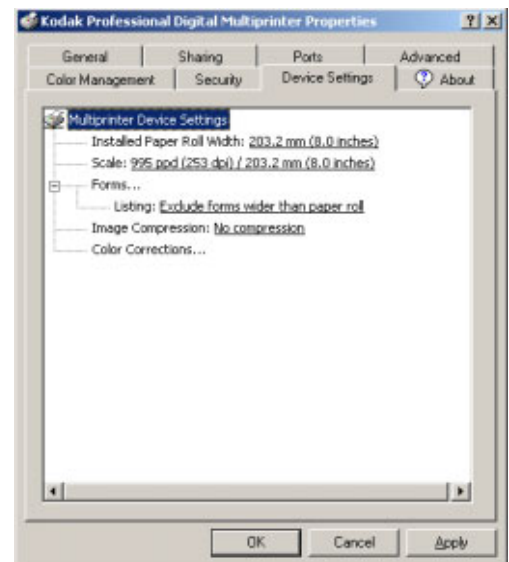 Kodak Professional Digital Multiprinter Properties
General Sharing Ports Advanced
Color Management Security Device Settings About
Multiprinter Device Settings
Installed Paper Roll Width: 203.2 mm (8.0 inches)
Scale: 995 ppd (253 dpi) / 203.2 mm (8.0 inches)
Forms...
Listing: Exclude forms wider than paper roll
Image Compression: No compression
Color Corrections...
OK Cancel Apply